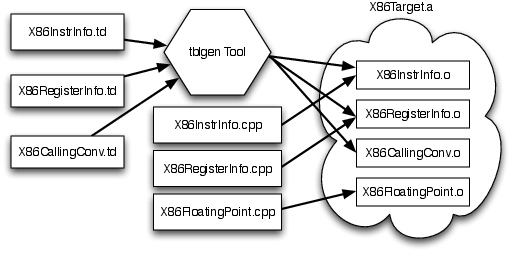 X86Target.a
X86InstrInfo.td
tblgen Tool
X86InstrInfo.o
X86RegisterInfo.td
X86InstrInfo.cpp
X86RegisterInfo.o
X86CallingConv.td
X86RegisterInfo.cpp
X86CallingConv.o
X86FloatingPoint.cpp
X86FloatingPoint.o